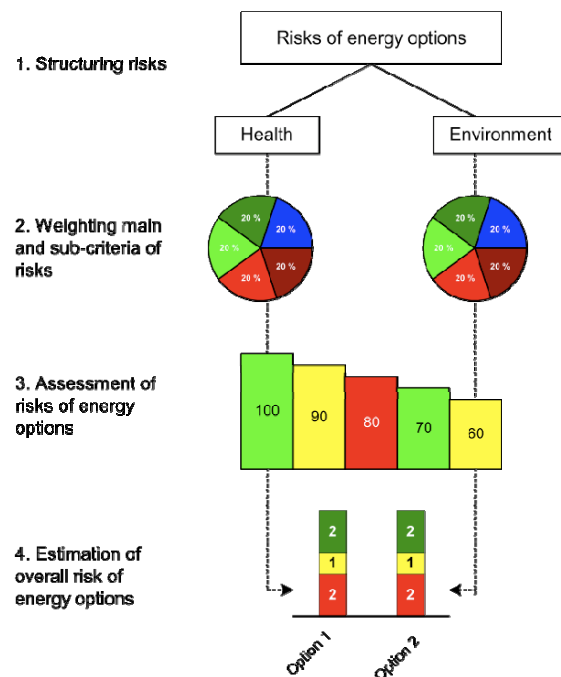 Risks of energy options
1. Structuring risks
Health
Environment
2. Weighting main
and sub-criteria of
risks
20 %
20 %
20 %
20 %
20 %
20 %
20 %
20 %
20 %
20 %
3. Assessment of
risks of energy
options
100
90
80
70
60
4. Estimation of
overall risk of
energy options
2
2
1
1
2
2
Option 1
Option 2